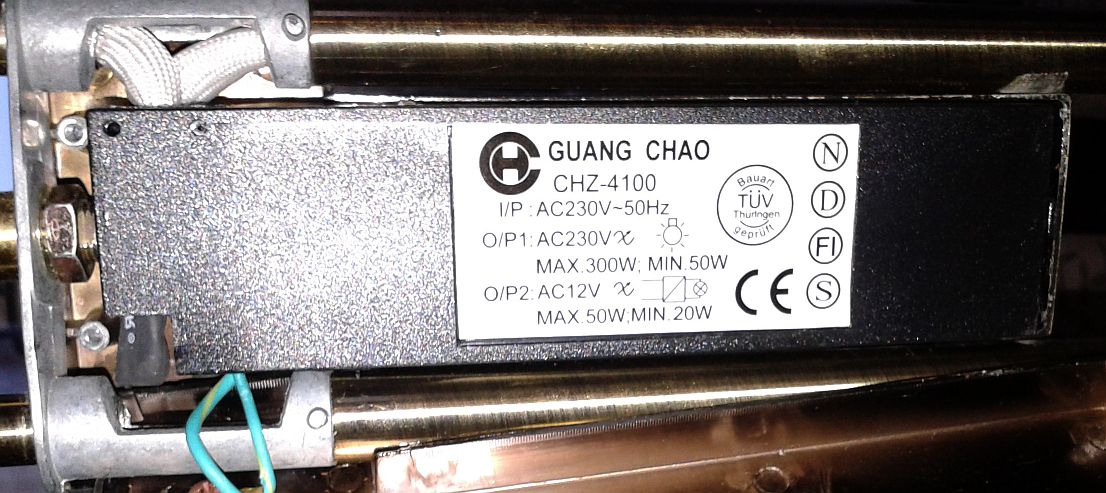 GUANG CHAO
CHZ-4100
I/P : AC230V~50Hz
O/P1: AC230V
MAX.300W; MIN.50W
O/P2: AC12V
MAX.50W;MIN.20W
Bauart
TÜV
Thüringen
geprüft
CE
N
D
FI
S